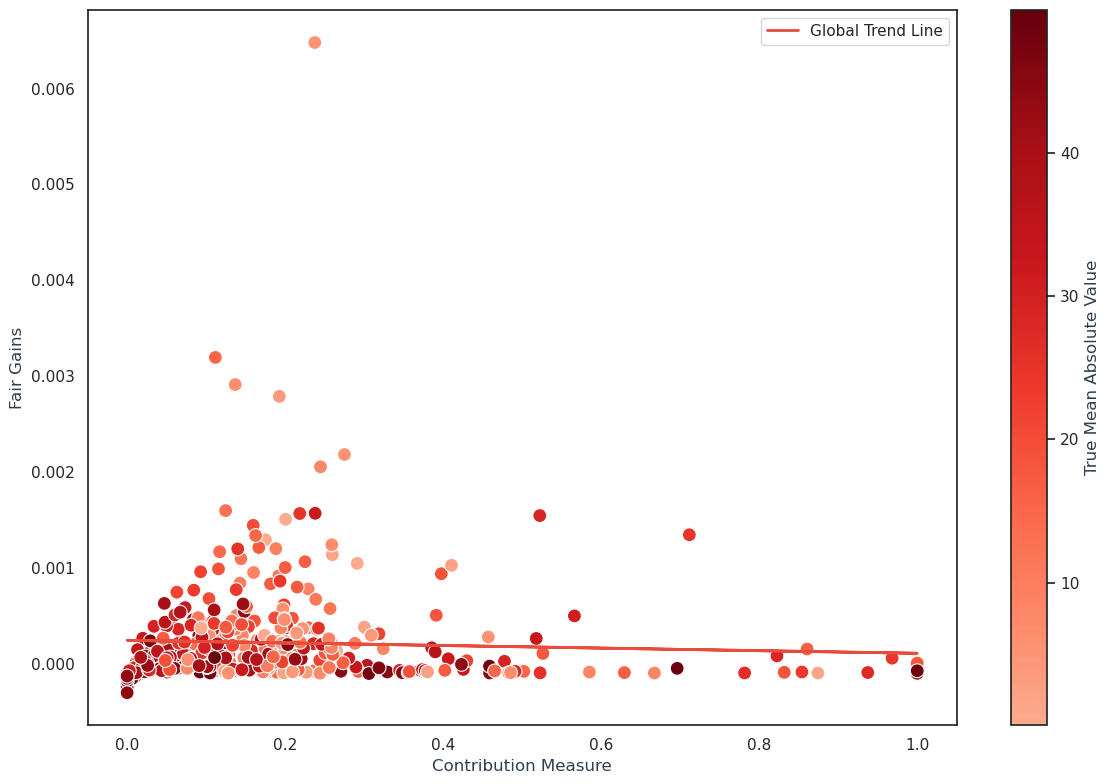 Global Trend Line
0.006
0.005
0.004
0.003
0.002
0.001
0.000
Fair Gains
0.0 0.2 0.4 0.6 0.8 1.0
Contribution Measure
40
30
20
10
True Mean Absolute Value